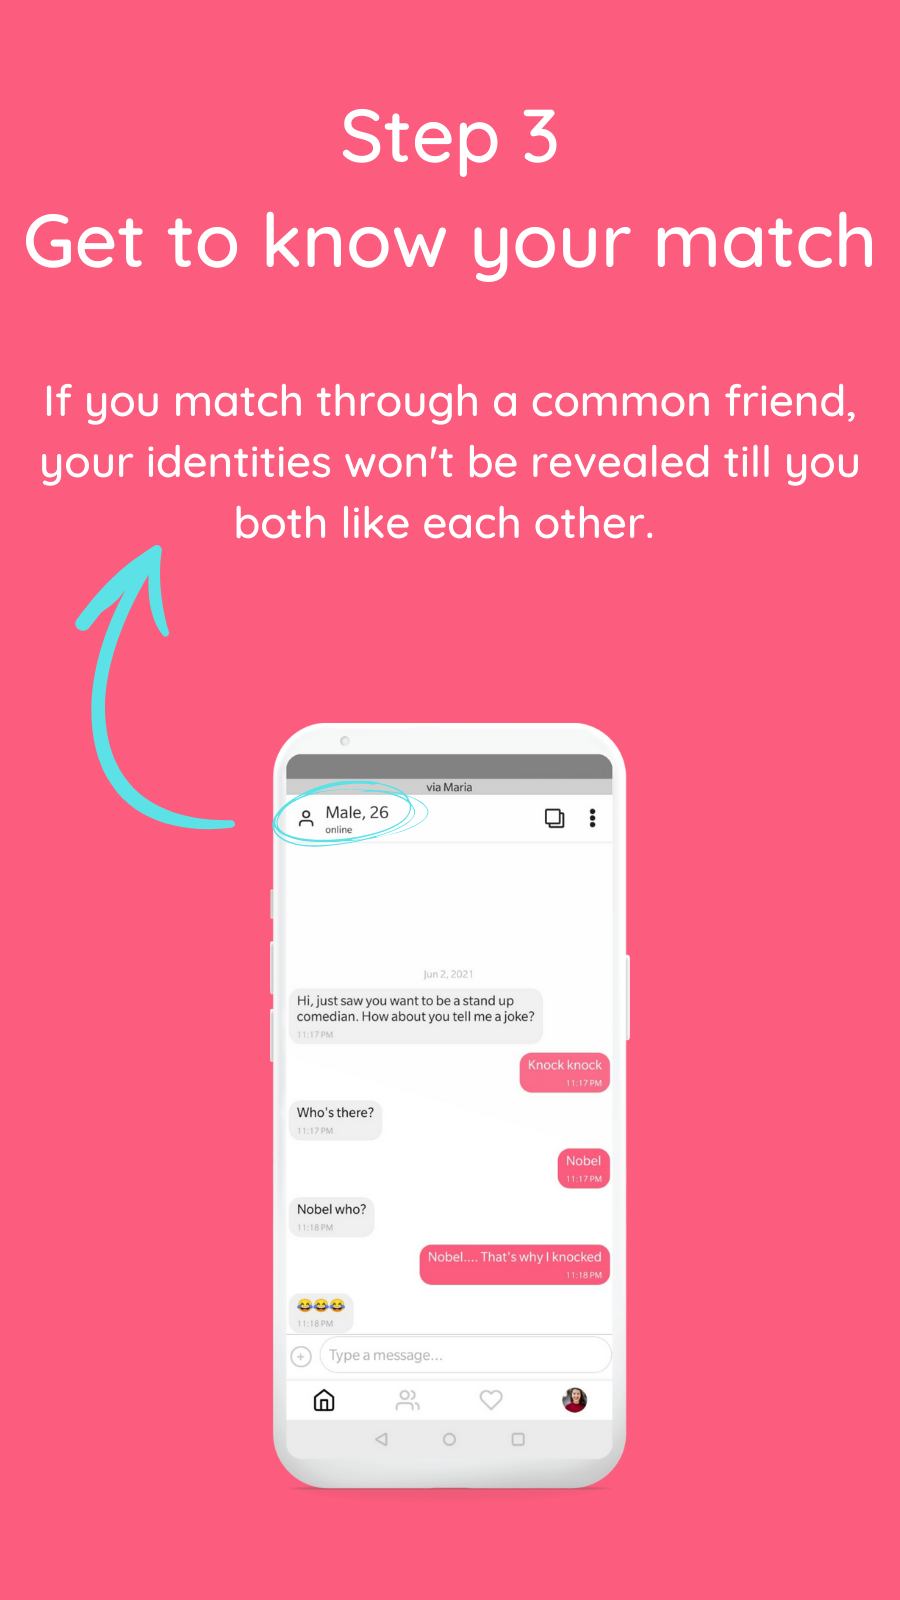 Step 3
Get to know your match
If you match through a common friend,
your identities won't be revealed till you
both like each other.
via Maria
Male, 26
online
Jun 2, 2021
Hi, just saw you want to be a stand up
comedian. How about you tell me a joke?
11:17 PM
Knock knock
11:17 PM
Who's there?
11:17 PM
Nobel
11:17 PM
Nobel who?
11:18 PM
Nobel.... That's why I knocked
11:18 PM
😂😂😂
11:18 PM
Type a message...